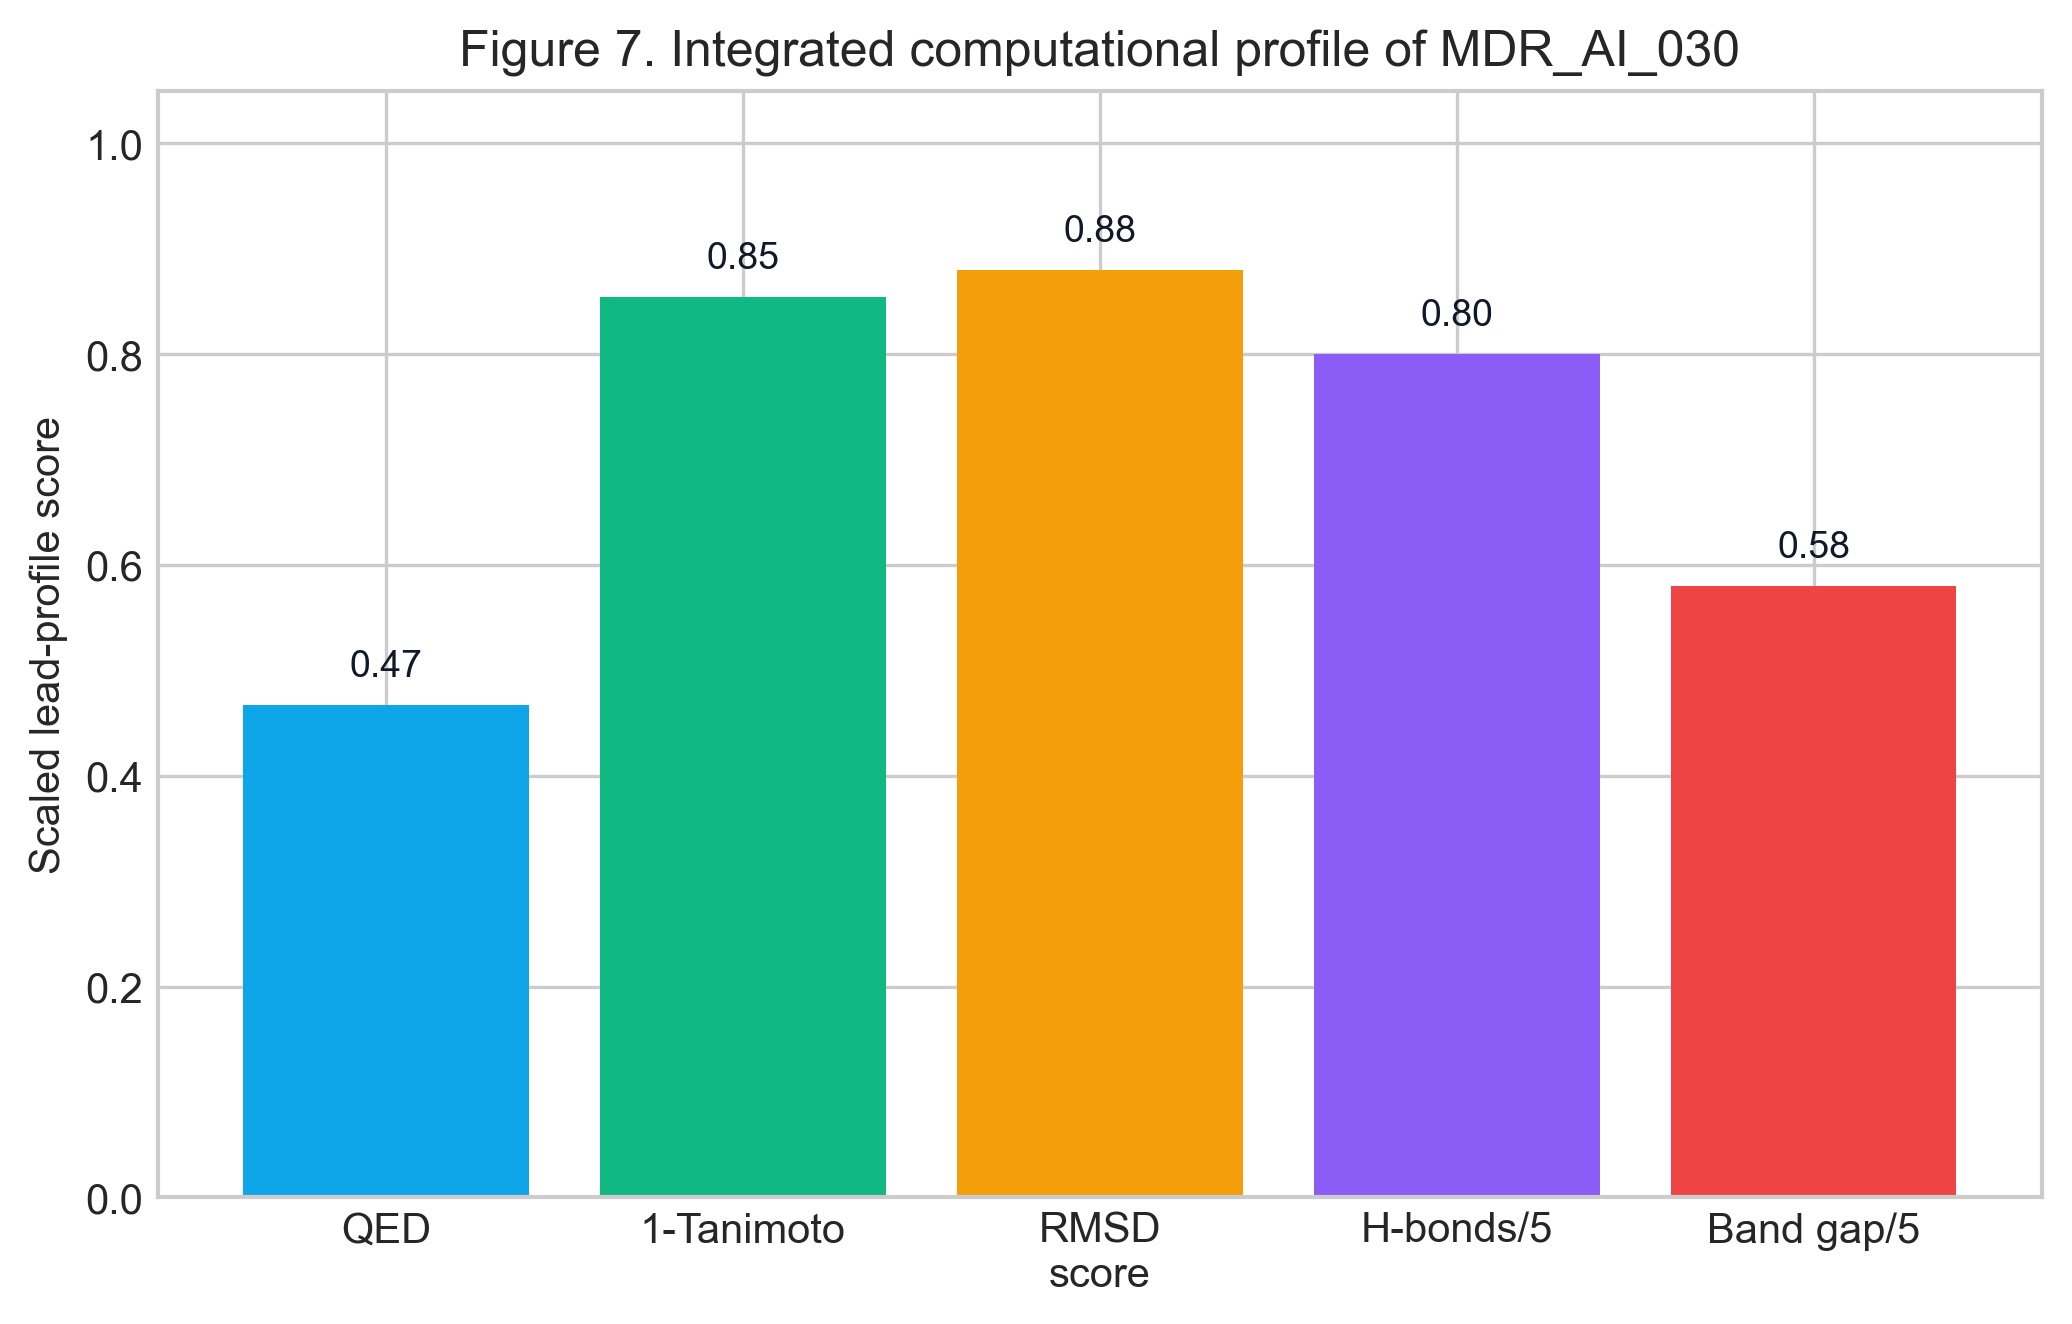 Figure 7. Integrated computational profile of MDR_AI_030
Scaled lead-profile score
1.0
0.8
0.6
0.4
0.2
0.0
0.47
0.85
0.88
0.80
0.58
QED
1-Tanimoto
RMSD
score
H-bonds/5
Band gap/5